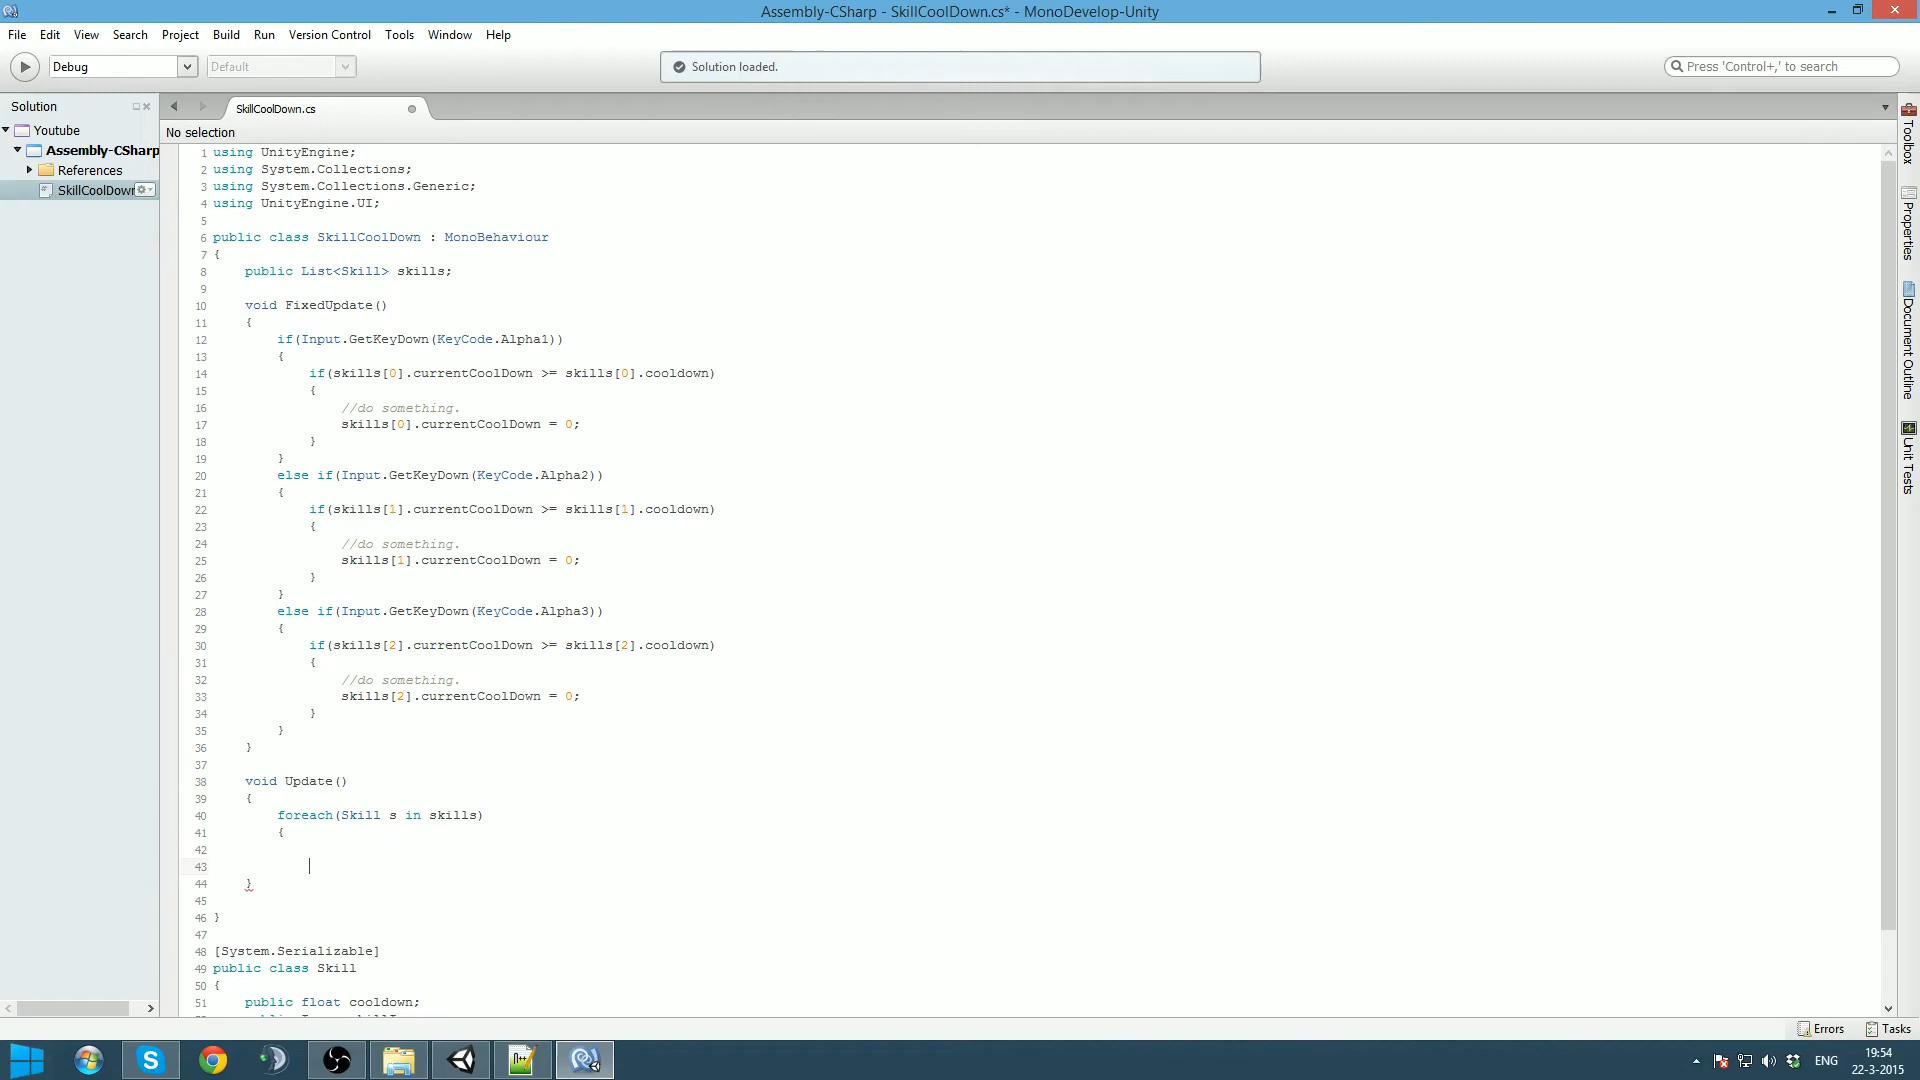 Assembly-CSharp - SkillCoolDown.cs* - MonoDevelop-Unity
File Edit View Search Project Build Run Version Control Tools Window Help
Debug Default Solution loaded. Press 'Control+,' to search
Solution SkillCoolDown.cs
Youtube No selection
Assembly-CSharp
References
SkillCoolDown
1 using UnityEngine;
2 using System.Collections;
3 using System.Collections.Generic;
4 using UnityEngine.UI;
5
6 public class SkillCoolDown : MonoBehaviour
7 {
8 public List<Skill> skills;
9
10 void FixedUpdate()
11 {
12 if(Input.GetKeyDown(KeyCode.Alpha1))
13 {
14 if(skills[0].currentCoolDown >= skills[0].cooldown)
15 {
16 //do something.
17 skills[0].currentCoolDown = 0;
18 }
19 }
20 else if(Input.GetKeyDown(KeyCode.Alpha2))
21 {
22 if(skills[1].currentCoolDown >= skills[1].cooldown)
23 {
24 //do something.
25 skills[1].currentCoolDown = 0;
26 }
27 }
28 else if(Input.GetKeyDown(KeyCode.Alpha3))
29 {
30 if(skills[2].currentCoolDown >= skills[2].cooldown)
31 {
32 //do something.
33 skills[2].currentCoolDown = 0;
34 }
35 }
36 }
37
38 void Update()
39 {
40 foreach(Skill s in skills)
41 {
42
43
44 }
45
46 }
47
48 [System.Serializable]
49 public class Skill
50 {
51 public float cooldown;
Toolbox
Properties
Document Outline
Unit Tests
Errors Tasks
ENG 19:54
22-3-2015